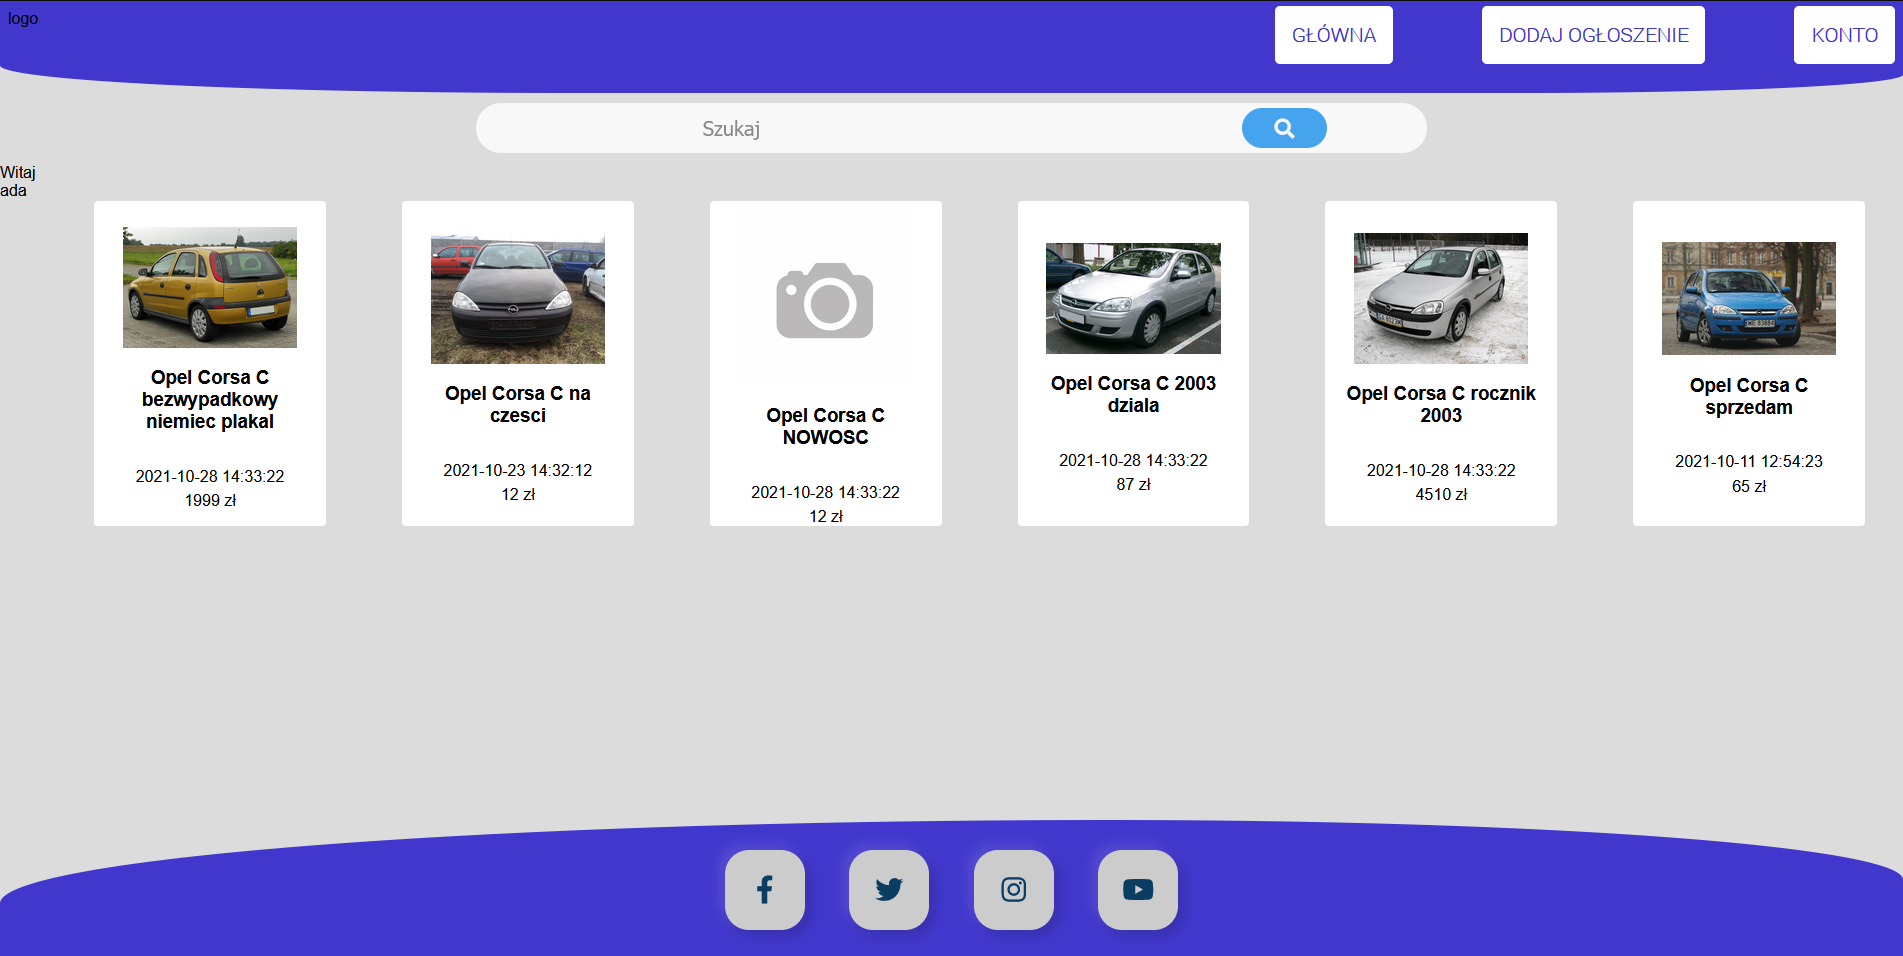 logo
GŁÓWNA
DODAJ OGŁOSZENIE
KONTO
Szukaj
Witaj
ada
Opel Corsa C
bezwypadkowy
niemiec plakal
2021-10-28 14:33:22
1999 zł
Opel Corsa C na
czesci
2021-10-23 14:32:12
12 zł
Opel Corsa C
NOWOSC
2021-10-28 14:33:22
12 zł
Opel Corsa C 2003
dziala
2021-10-28 14:33:22
87 zł
Opel Corsa C rocznik
2003
2021-10-28 14:33:22
4510 zł
Opel Corsa C
sprzedam
2021-10-11 12:54:23
65 zł